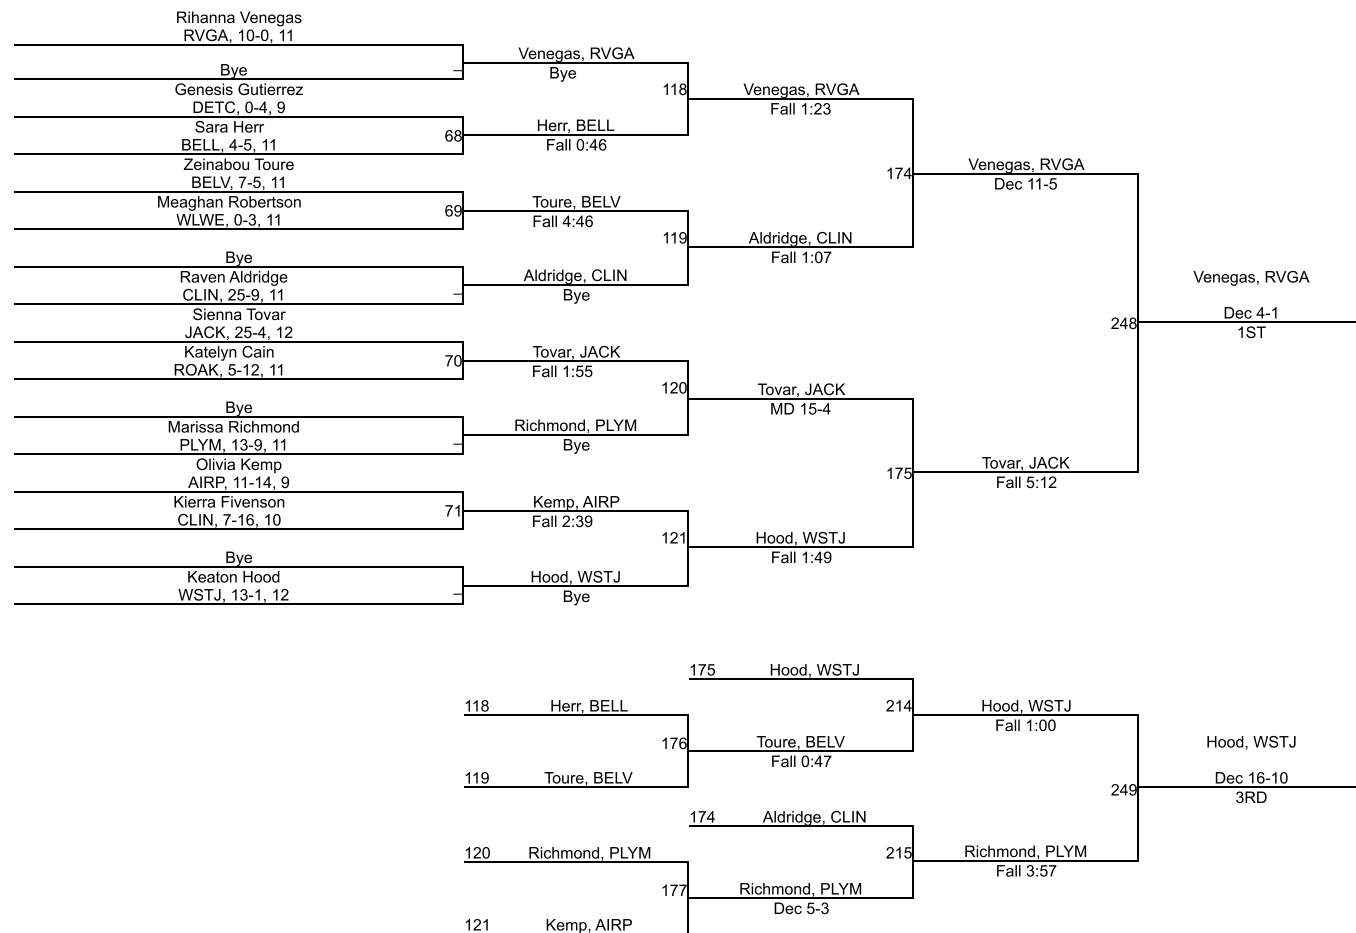 Rihanna Venegas
RVGA, 10-0, 11
Bye
–
Genesis Gutierrez
DETC, 0-4, 9
Sara Herr
BELL, 4-5, 11
68
Zeinabou Toure
BELV, 7-5, 11
Meaghan Robertson
WLWE, 0-3, 11
69
Bye
Raven Aldridge
CLIN, 25-9, 11
–
Sienna Tovar
JACK, 25-4, 12
Katelyn Cain
ROAK, 5-12, 11
70
Bye
Marissa Richmond
PLYM, 13-9, 11
–
Olivia Kemp
AIRP, 11-14, 9
Kierra Fivenson
CLIN, 7-16, 10
71
Bye
Keaton Hood
WSTJ, 13-1, 12
–
Venegas, RVGA
Bye
118
Herr, BELL
Fall 0:46
Toure, BELV
Fall 4:46
119
Aldridge, CLIN
Bye
Tovar, JACK
Fall 1:55
120
Richmond, PLYM
Bye
Kemp, AIRP
Fall 2:39
121
Hood, WSTJ
Bye
Venegas, RVGA
Fall 1:23
174
Aldridge, CLIN
Fall 1:07
Tovar, JACK
MD 15-4
175
Hood, WSTJ
Fall 1:49
Venegas, RVGA
Dec 11-5
248
Tovar, JACK
Fall 5:12
Venegas, RVGA
Dec 4-1
1ST
118 Herr, BELL
176
119 Toure, BELV
120 Richmond, PLYM
177
121 Kemp, AIRP
175 Hood, WSTJ
214
Toure, BELV
Fall 0:47
174 Aldridge, CLIN
215
Richmond, PLYM
Dec 5-3
Hood, WSTJ
Fall 1:00
249
Richmond, PLYM
Fall 3:57
Hood, WSTJ
Dec 16-10
3RD